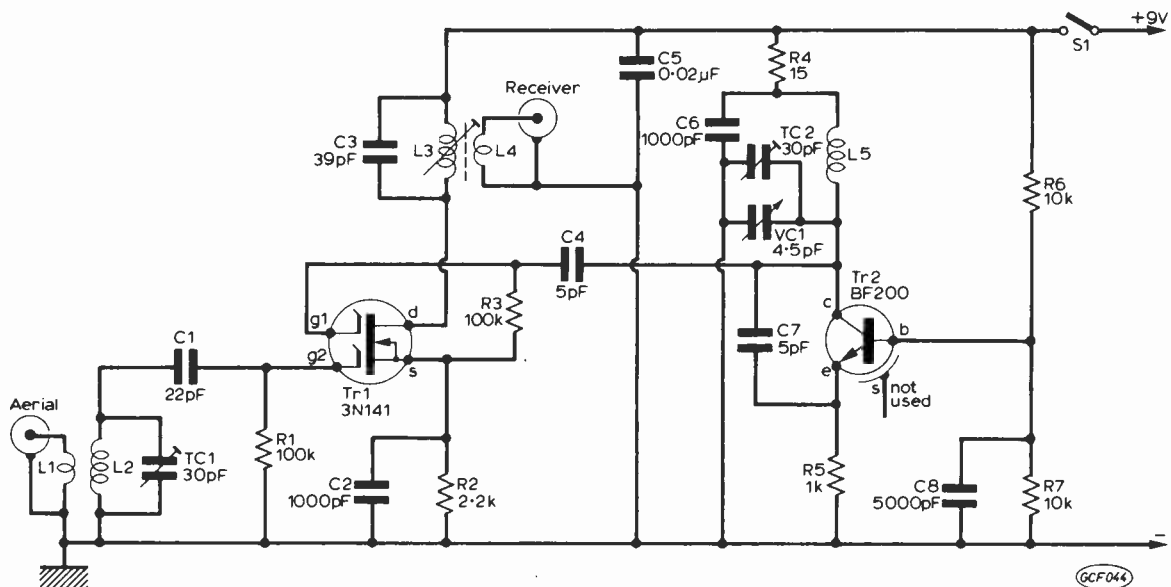 +9V
S1
R4
15
C5
0.02µF
Receiver
C6
1000pF
TC2
30pF
C3
39pF
L3
L4
L5
R6
10k
VC1
4.5pF
C4
5pF
Tr2
BF200
R3
100k
g1
d
c
b
C7
5pF
C1
22pF
g2
s
e
s
not
used
Tr1
3N141
Aerial
L1
L2
TC1
30pF
R1
100k
C2
1000pF
R2
2.2k
R5
1k
C8
5000pF
R7
10k
-
GCF044